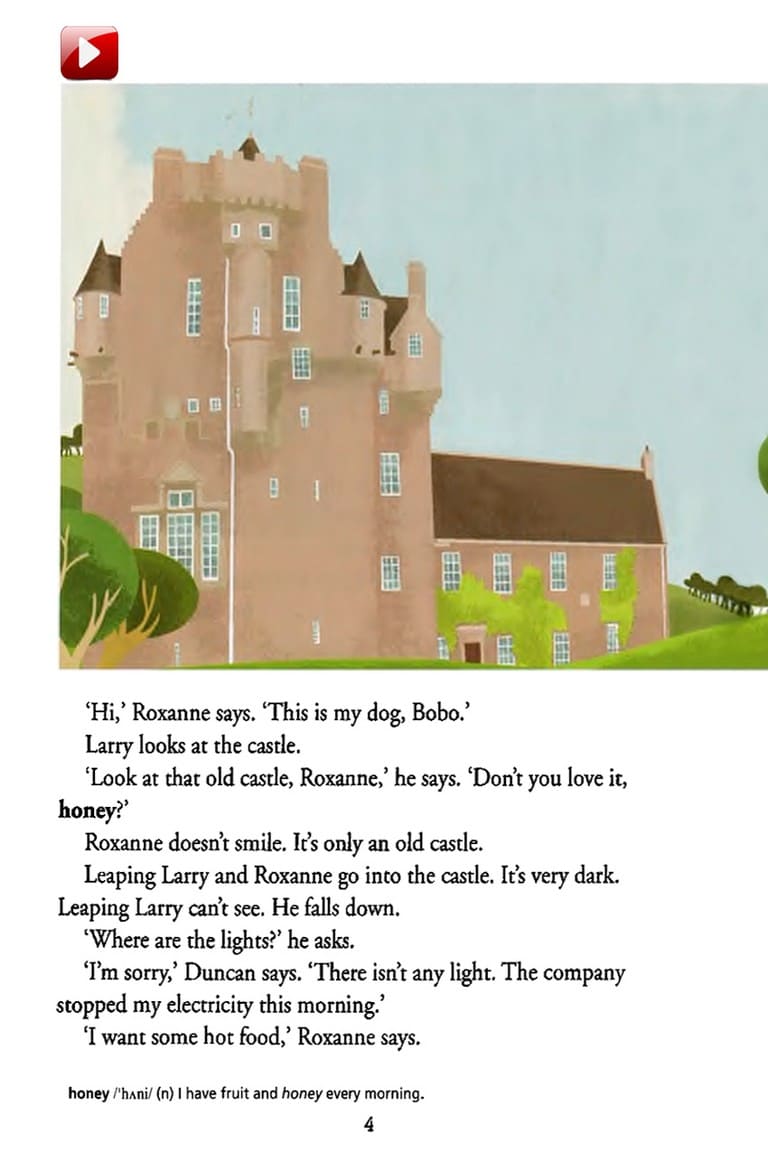 ‘Hi,’ Roxanne says. ‘This is my dog, Bobo.’
Larry looks at the castle.
‘Look at that old castle, Roxanne,’ he says. ‘Don’t you love it,
honey?’
Roxanne doesn’t smile. It’s only an old castle.
Leaping Larry and Roxanne go into the castle. It’s very dark.
Leaping Larry can’t see. He falls down.
‘Where are the lights?’ he asks.
‘I’m sorry,’ Duncan says. ‘There isn’t any light. The company
stopped my electricity this morning.’
‘I want some hot food,’ Roxanne says.
honey /ˈhʌni/ (n) I have fruit and honey every morning.
4